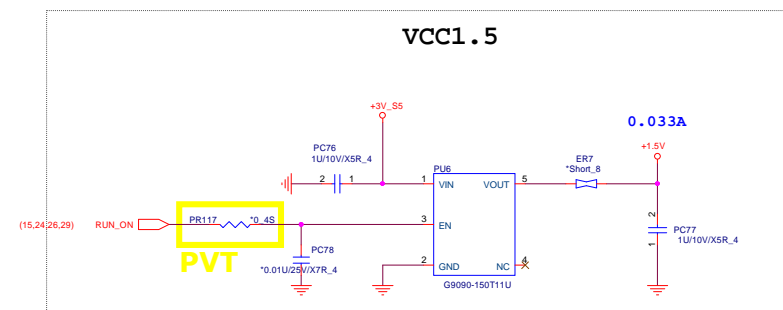 VCC1.5
+3V_S5
0.033A
+1.5V
PC76
1U/10V/X5R_4
2
1
PU6
1
VIN
VOUT
5
ER7
*Short_8
(15,24,26,29)
RUN_ON
PR117
*0_4S
3
EN
2
1
PC77
1U/10V/X5R_4
PVT
PC78
*0.01U/25V/X7R_4
2
GND
NC
4
G9090-150T11U